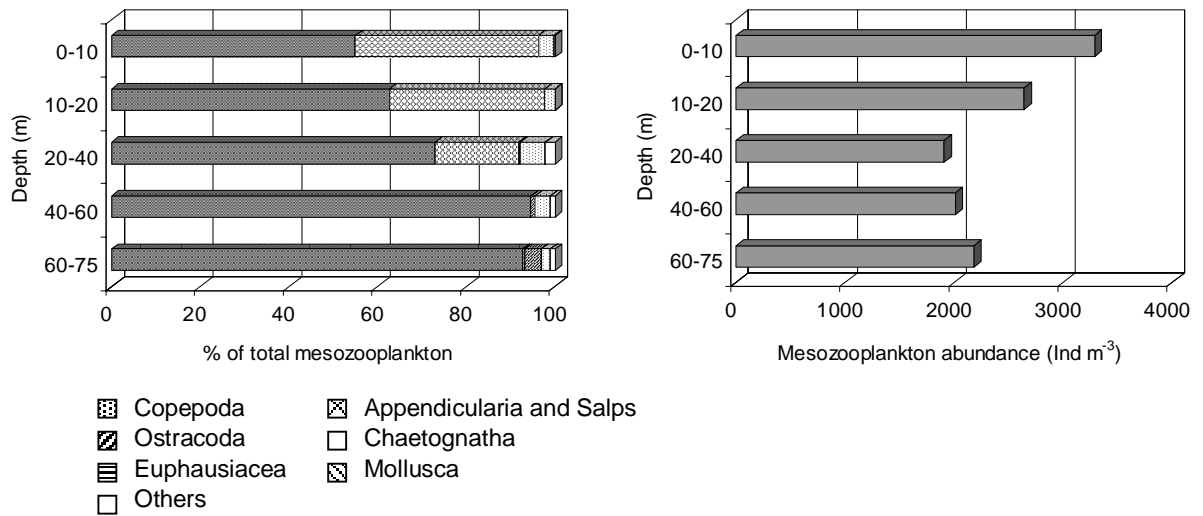 0-10
10-20
20-40
40-60
60-75
Depth (m)
0 20 40 60 80 100
% of total mesozooplankton
0-10
10-20
20-40
40-60
60-75
Depth (m)
0 1000 2000 3000 4000
Mesozooplankton abundance (Ind m⁻³)
Copepoda Appendicularia and Salps
Ostracoda Chaetognatha
Euphausiacea Mollusca
Others